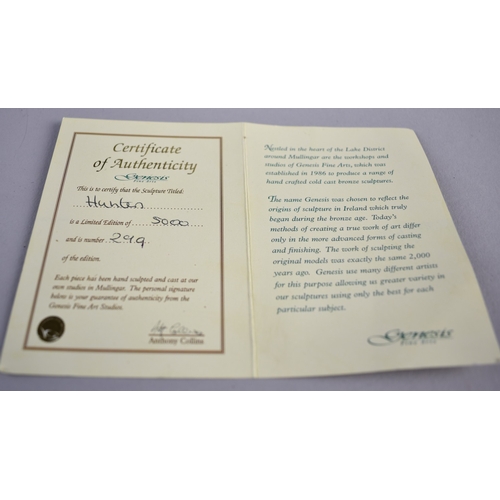 Certificate
of Authenticity
GENESIS
FINE ARTS
This is to certify that the Sculpture Titled:
Hunter
is a Limited Edition of 5000
and is number 299
of the edition.
Each piece has been hand sculpted and cast at our
own studios in Mullingar. The personal signature
below is your guarantee of authenticity from the
Genesis Fine Art Studios.
Anthony Collins
Nestled in the heart of the Lake District
around Mullingar are the workshops and
studios of Genesis Fine Arts, which was
established in 1986 to produce a range of
hand crafted cold cast bronze sculptures.
The name Genesis was chosen to reflect the
origins of sculpture in Ireland which truly
began during the bronze age. Today's
methods of creating a true work of art differ
only in the more advanced forms of casting
and finishing. The work of sculpting the
original models was exactly the same 2,000
years ago. Genesis use many different artists
for this purpose allowing us greater variety in
our sculptures using only the best for each
particular subject.
GENESIS
FINE ARTS